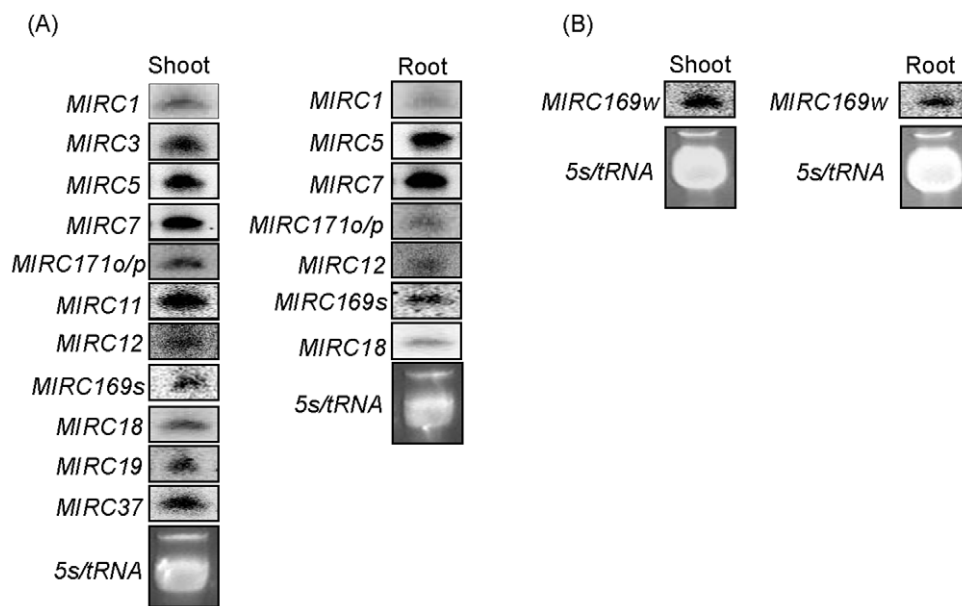 (A)
Shoot
MIRC1
MIRC3
MIRC5
MIRC7
MIRC171o/p
MIRC11
MIRC12
MIRC169s
MIRC18
MIRC19
MIRC37
5s/tRNA
Root
MIRC1
MIRC5
MIRC7
MIRC171o/p
MIRC12
MIRC169s
MIRC18
5s/tRNA
(B)
Shoot
MIRC169w
5s/tRNA
Root
MIRC169w
5s/tRNA